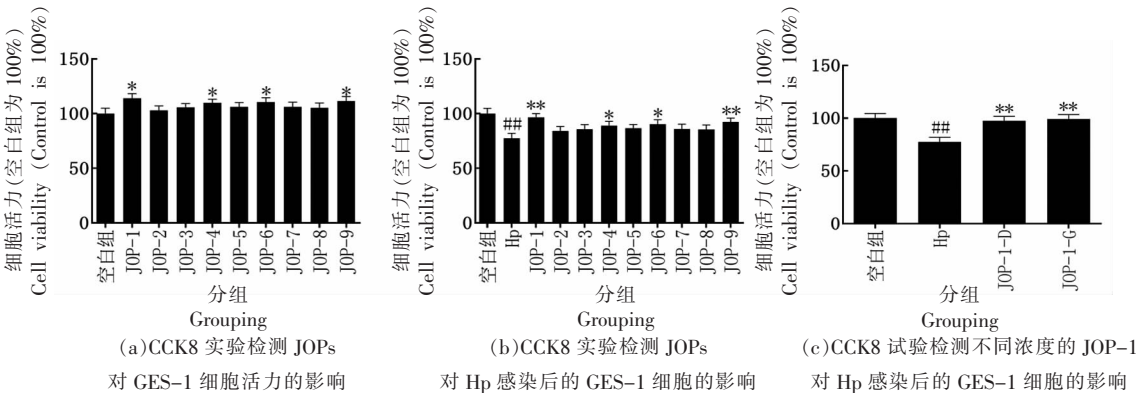 细胞活力(空白组为 100%)
Cell viability (Control is 100%)
150
100
50
0
*
*
*
*
空白组
JOP-1
JOP-2
JOP-3
JOP-4
JOP-5
JOP-6
JOP-7
JOP-8
JOP-9
分组
Grouping
(a)CCK8 实验检测 JOPs
对 GES-1 细胞活力的影响
细胞活力(空白组为 100%)
Cell viability (Control is 100%)
150
100
50
0
##
**
*
*
**
空白组
Hp
JOP-1
JOP-2
JOP-3
JOP-4
JOP-5
JOP-6
JOP-7
JOP-8
JOP-9
分组
Grouping
(b)CCK8 实验检测 JOPs
对 Hp 感染后的 GES-1 细胞的影响
细胞活力(空白组为 100%)
Cell viability (Control is 100%)
150
100
50
0
##
**
**
空白组
Hp
JOP-1-D
JOP-1-G
分组
Grouping
(c)CCK8 试验检测不同浓度的 JOP-1
对 Hp 感染后的 GES-1 细胞的影响